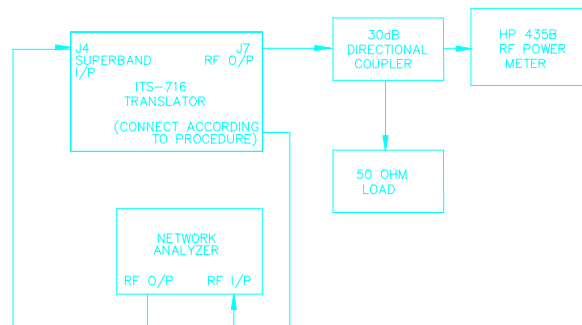 J4
SUPERBAND
I/P
J7
RF O/P
ITS-716
TRANSLATOR
(CONNECT ACCORDING
TO PROCEDURE)
30dB
DIRECTIONAL
COUPLER
HP 435B
RF POWER
METER
50 OHM
LOAD
NETWORK
ANALYZER
RF O/P
RF I/P